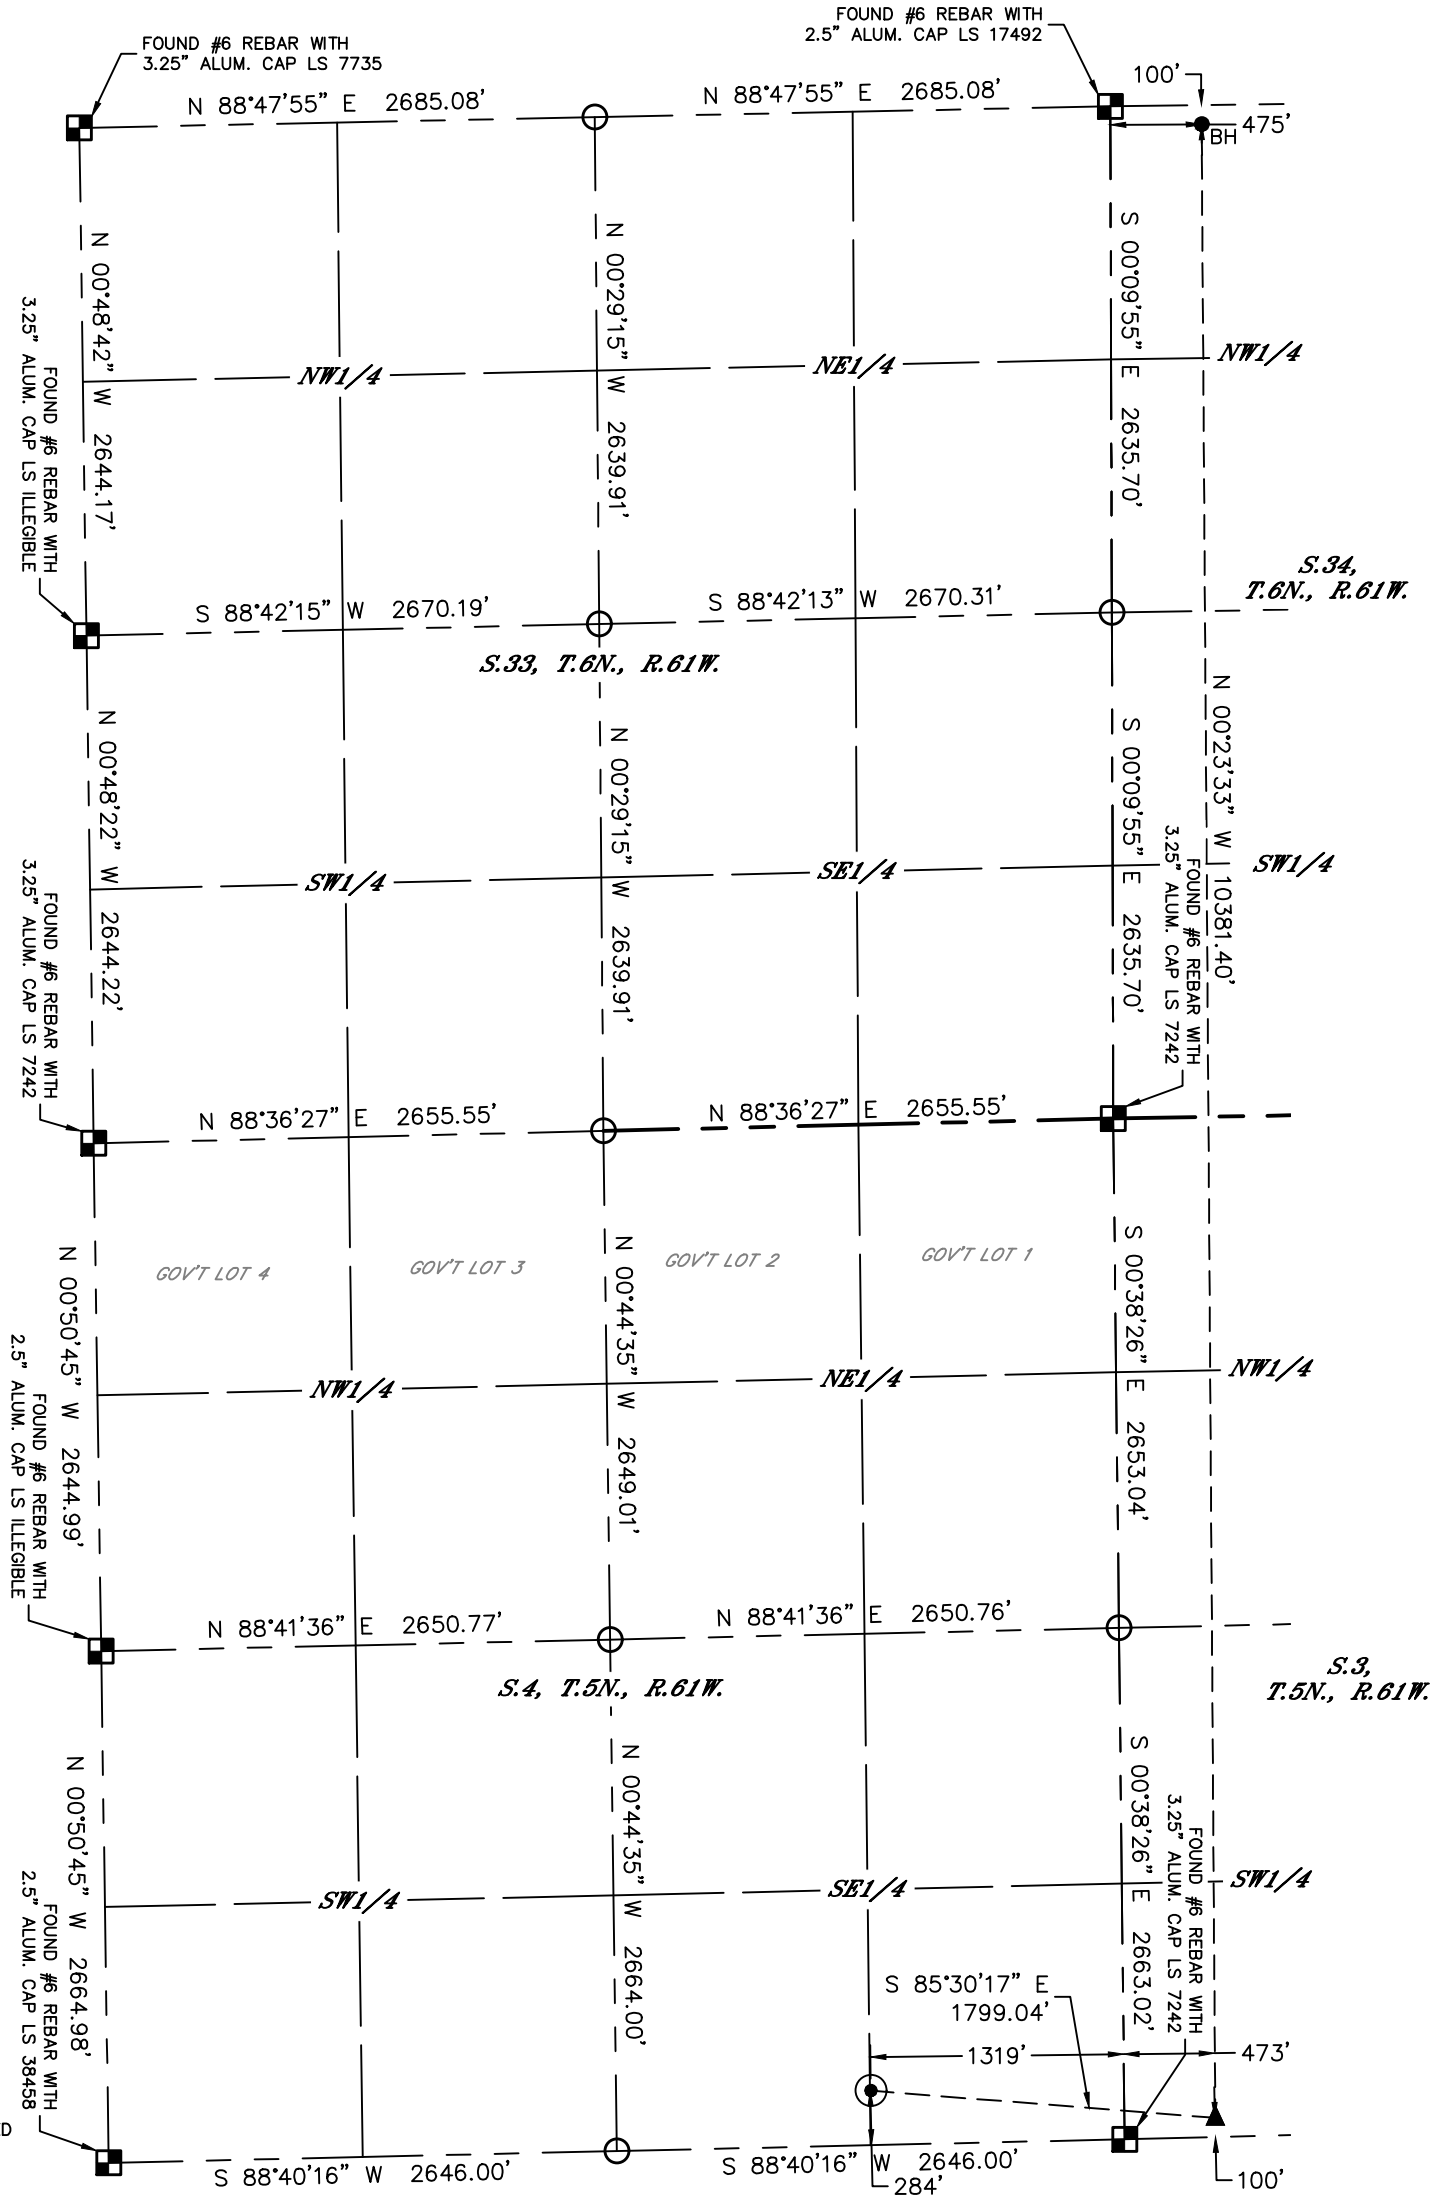 FOUND #6 REBAR WITH
2.5" ALUM. CAP LS 17492
FOUND #6 REBAR WITH
3.25" ALUM. CAP LS 7735
100'
N 88°47'55" E 2685.08'
N 88°47'55" E 2685.08'
475'
BH
N 00°48'42" W 2644.17'
N 00°29'15" W 2639.91'
S 00°09'55" E 2635.70'
NW1/4
NE1/4
NW1/4
FOUND #6 REBAR WITH
3.25" ALUM. CAP LS ILLEGIBLE
S.34,
T.6N., R.61W.
S 88°42'15" W 2670.19'
S 88°42'13" W 2670.31'
S.33, T.6N., R.61W.
N 00°48'22" W 2644.22'
N 00°29'15" W 2639.91'
S 00°09'55" E 2635.70'
N 00°23'33" W 10381.40'
SW1/4
SE1/4
SW1/4
FOUND #6 REBAR WITH
3.25" ALUM. CAP LS 7242
FOUND #6 REBAR WITH
3.25" ALUM. CAP LS 7242
N 88°36'27" E 2655.55'
N 88°36'27" E 2655.55'
GOV'T LOT 4
GOV'T LOT 3
GOV'T LOT 2
GOV'T LOT 1
N 00°50'45" W 2644.99'
N 00°44'35" W 2649.01'
S 00°38'26" E 2653.04'
NW1/4
NE1/4
NW1/4
FOUND #6 REBAR WITH
2.5" ALUM. CAP LS ILLEGIBLE
N 88°41'36" E 2650.77'
N 88°41'36" E 2650.76'
S.4, T.5N., R.61W.
S.3,
T.5N., R.61W.
N 00°50'45" W 2664.98'
N 00°44'35" W 2664.00'
S 00°38'26" E 2663.02'
FOUND #6 REBAR WITH
3.25" ALUM. CAP LS 7242
SW1/4
SE1/4
SW1/4
FOUND #6 REBAR WITH
2.5" ALUM. CAP LS 38458
S 85°30'17" E
1799.04'
1319'
473'
D
S 88°40'16" W 2646.00'
S 88°40'16" W 2646.00'
284'
100'